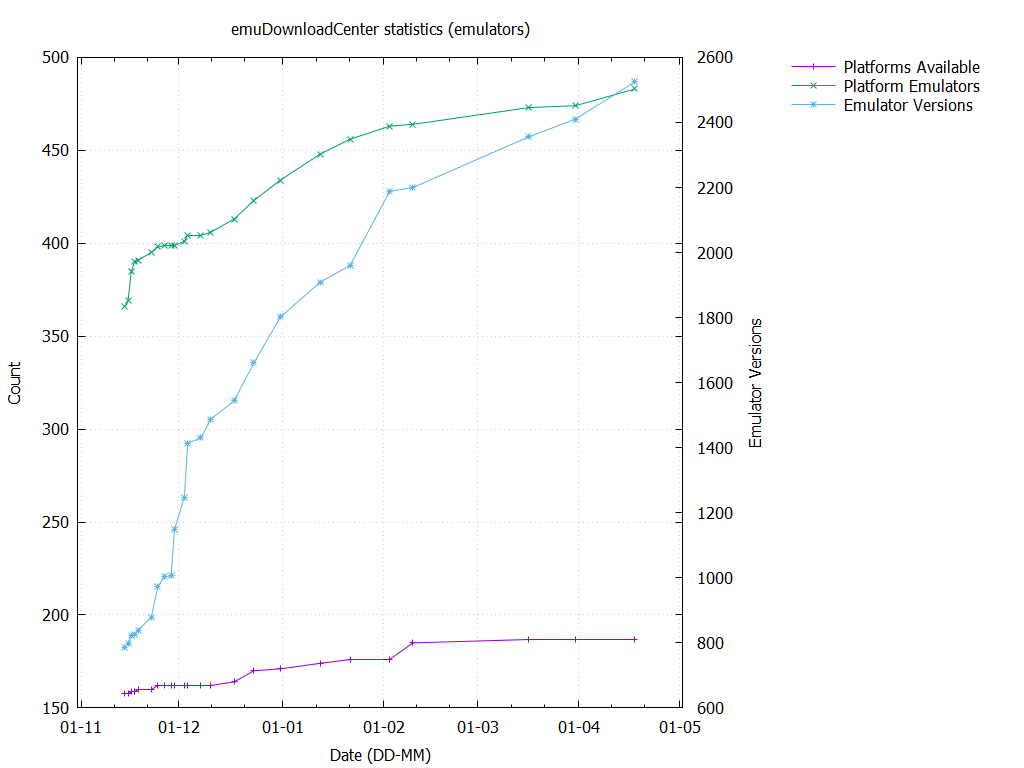 emuDownloadCenter statistics (emulators)
Platforms Available
Platform Emulators
Emulator Versions
500
450
400
350
300
250
200
150
Count
2600
2400
2200
2000
1800
1600
1400
1200
1000
800
600
Emulator Versions
01-11 01-12 01-01 01-02 01-03 01-04 01-05
Date (DD-MM)